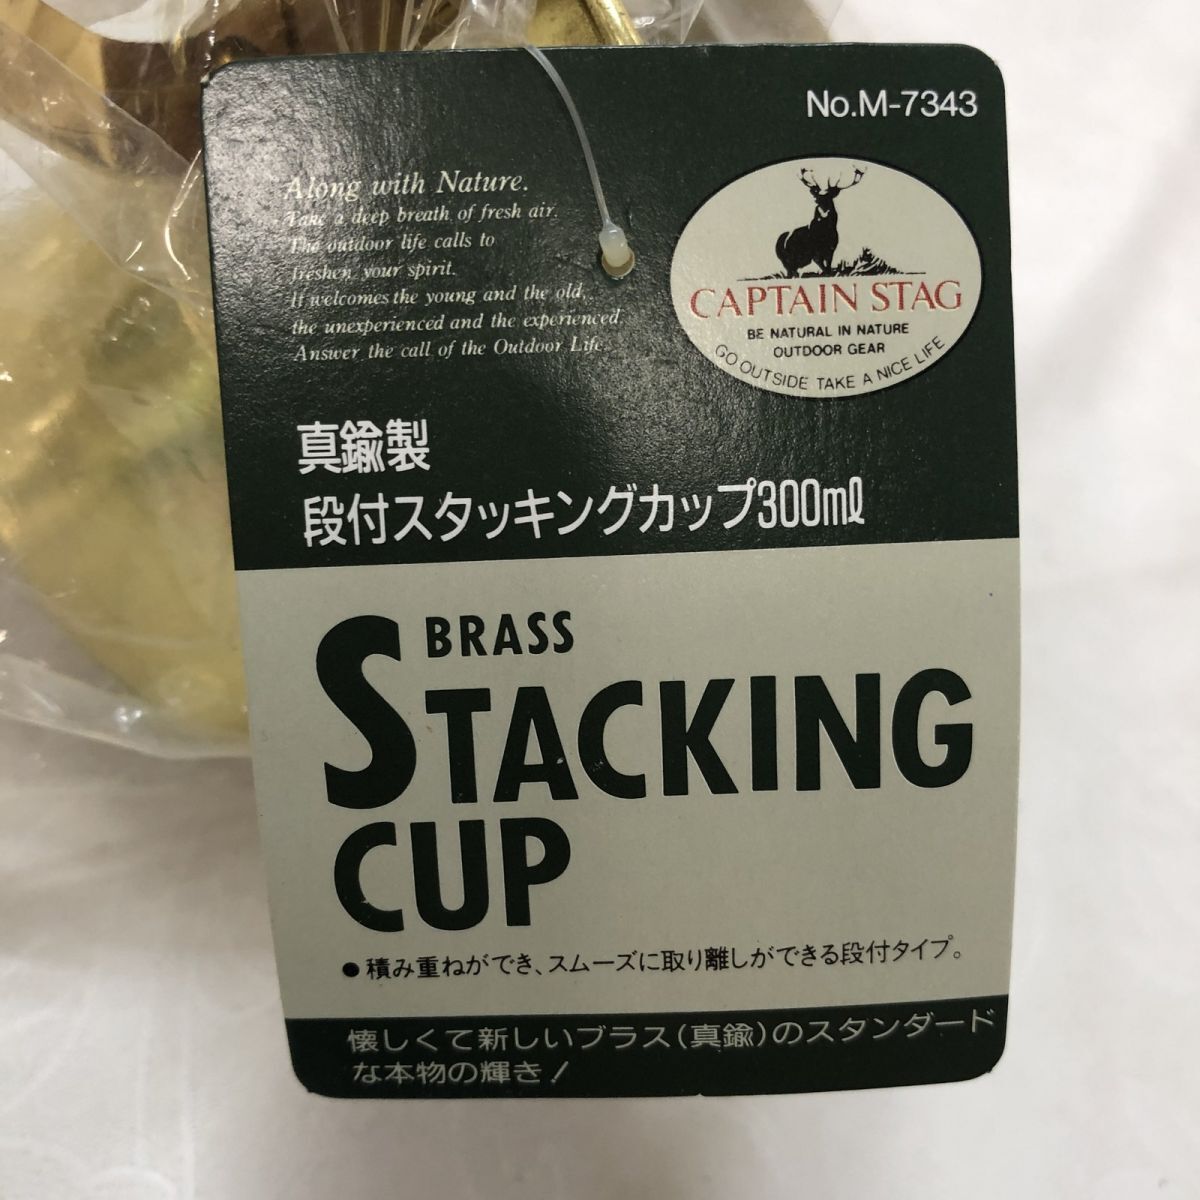 No.M-7343
Along with Nature.
Take a deep breath of fresh air.
The outdoor life calls to
freshen your spirit.
If welcomes the young and the old,
the unexperienced and the experienced
Answer the call of the Outdoor Life.
CAPTAIN STAG
BE NATURAL IN NATURE
OUTDOOR GEAR
GO OUTSIDE TAKE A NICE LIFE
真鍮製
段付スタッキングカップ300mℓ
BRASS
STACKING
CUP
●積み重ねができ、スムーズに取り離しができる段付タイプ。
懐しくて新しいブラス(真鍮)のスタンダード
な本物の輝き!